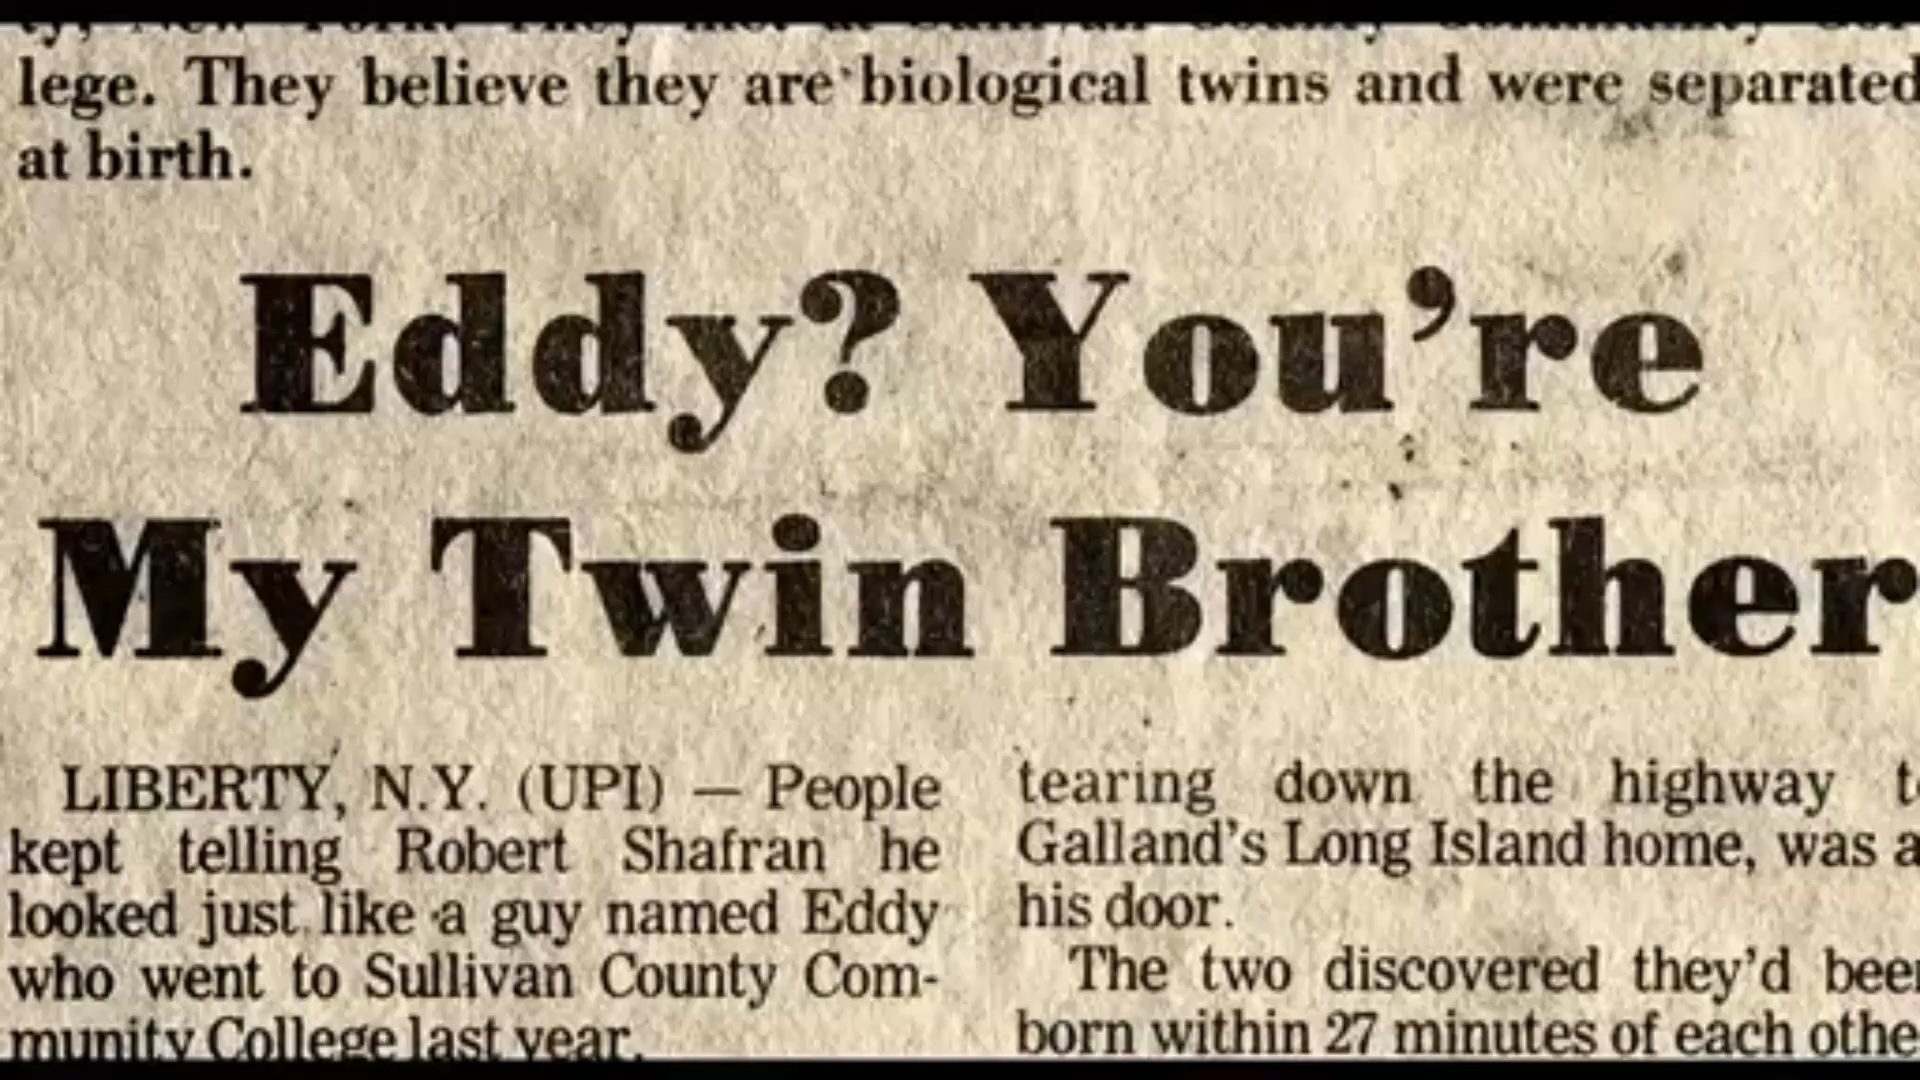 lege. They believe they are biological twins and were separated
at birth.
Eddy? You're
My Twin Brother
LIBERTY, N.Y. (UPI) — People
kept telling Robert Shafran he
looked just like a guy named Eddy
who went to Sullivan County Com-
munity College last year.
tearing down the highway
Galland's Long Island home, was
his door.
The two discovered they'd
born within 27 minutes of each